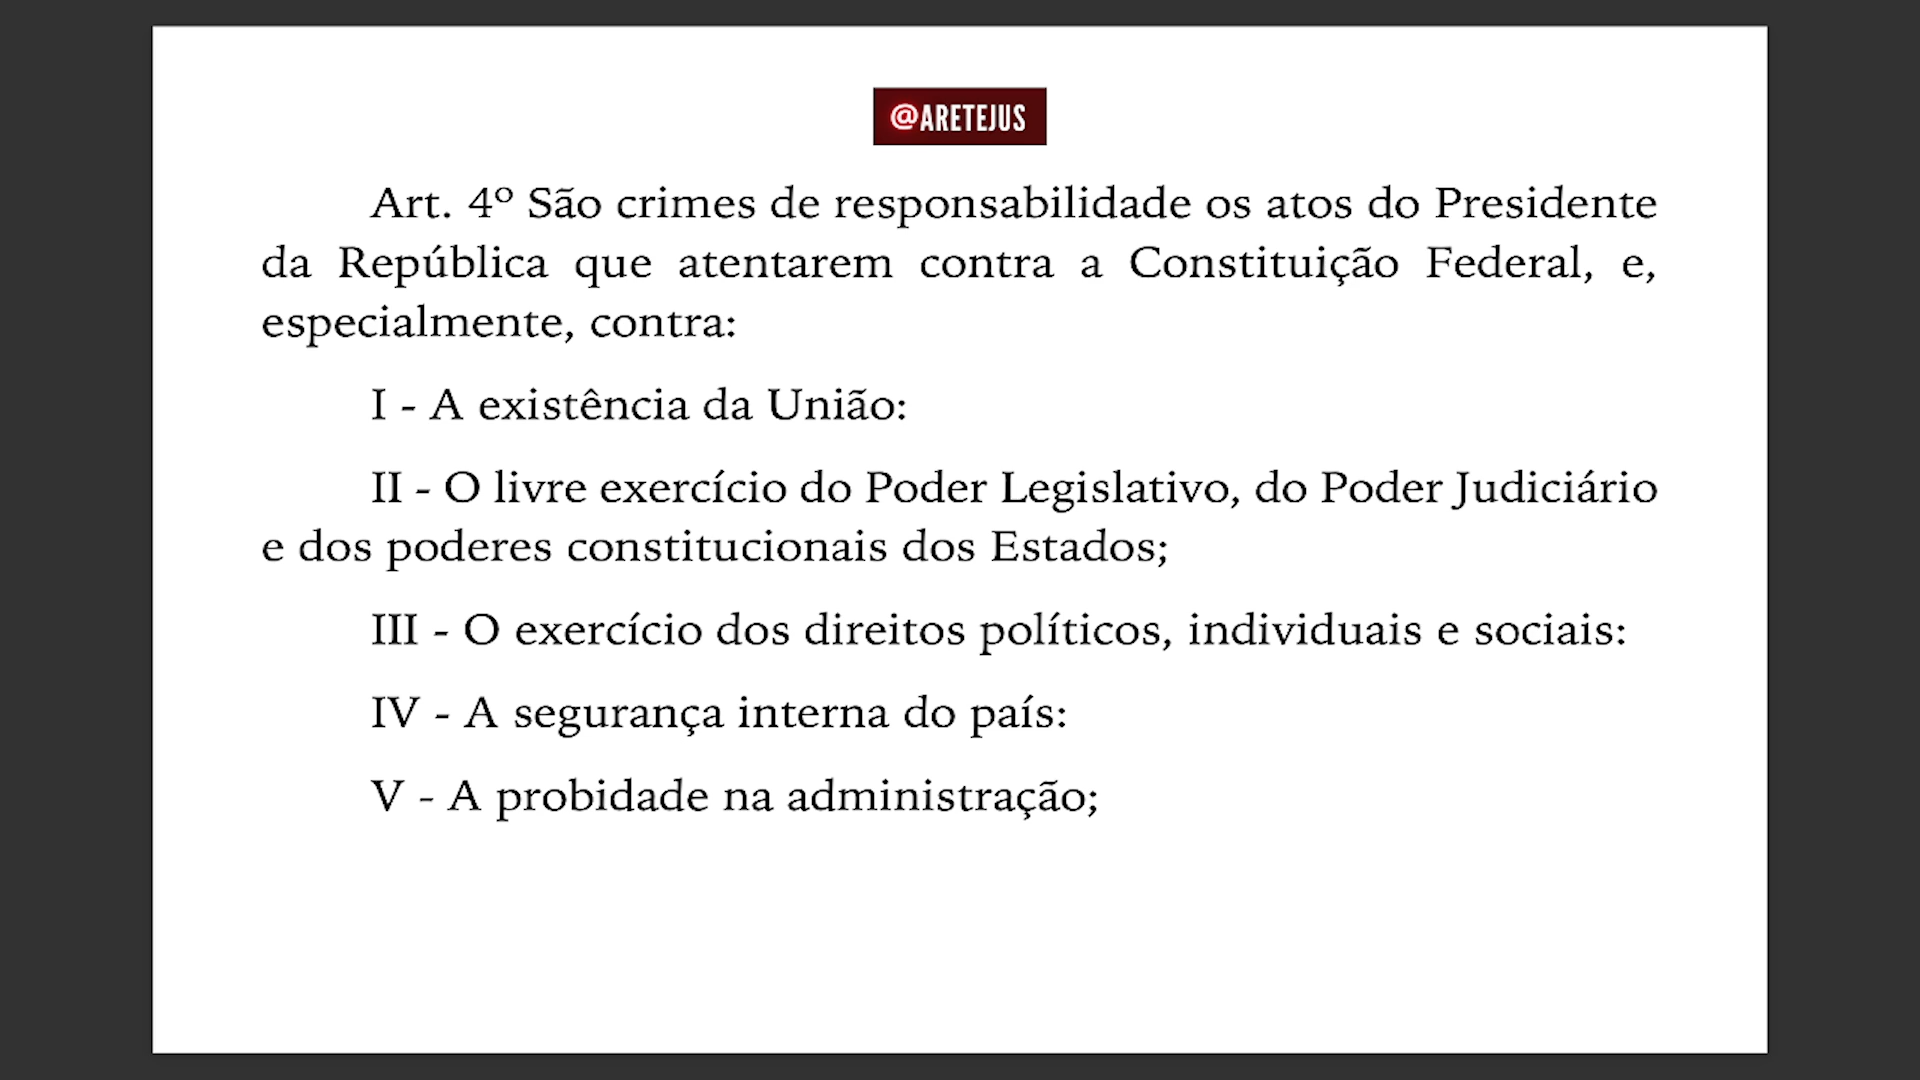 @ARETEJUS
Art. 4º São crimes de responsabilidade os atos do Presidente
da República que atentarem contra a Constituição Federal, e,
especialmente, contra:
I - A existência da União:
II - O livre exercício do Poder Legislativo, do Poder Judiciário
e dos poderes constitucionais dos Estados;
III - O exercício dos direitos políticos, individuais e sociais:
IV - A segurança interna do país:
V - A probidade na administração;